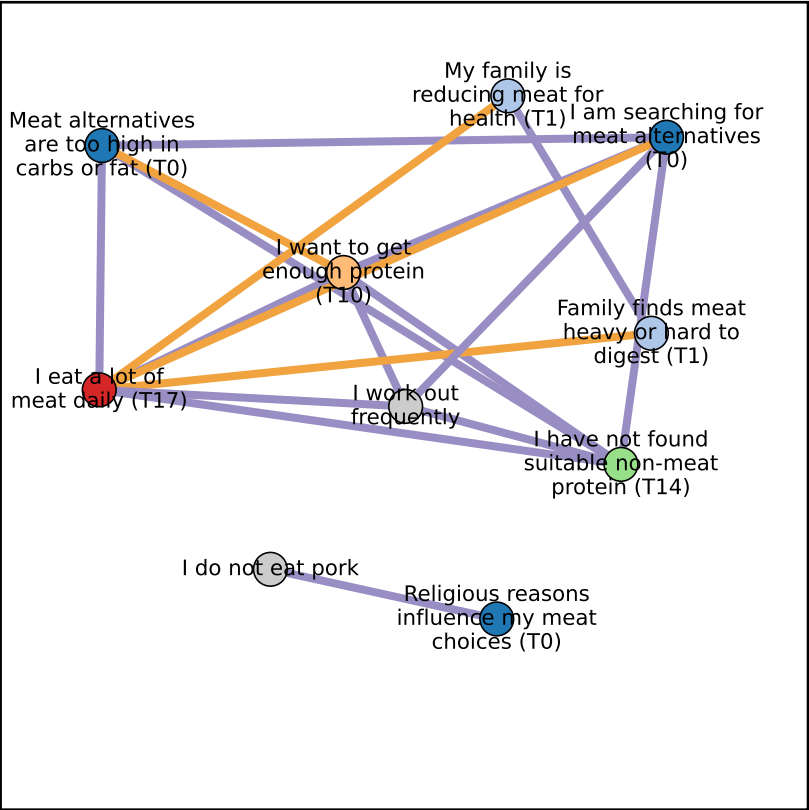 My family is
reducing meat for
health (T1)
I am searching for
meat alternatives
(T0)
Meat alternatives
are too high in
carbs or fat (T0)
I want to get
enough protein
(T10)
Family finds meat
heavy or hard to
digest (T1)
I eat a lot of
meat daily (T17)
I work out
frequently
I have not found
suitable non-meat
protein (T14)
I do not eat pork
Religious reasons
influence my meat
choices (T0)